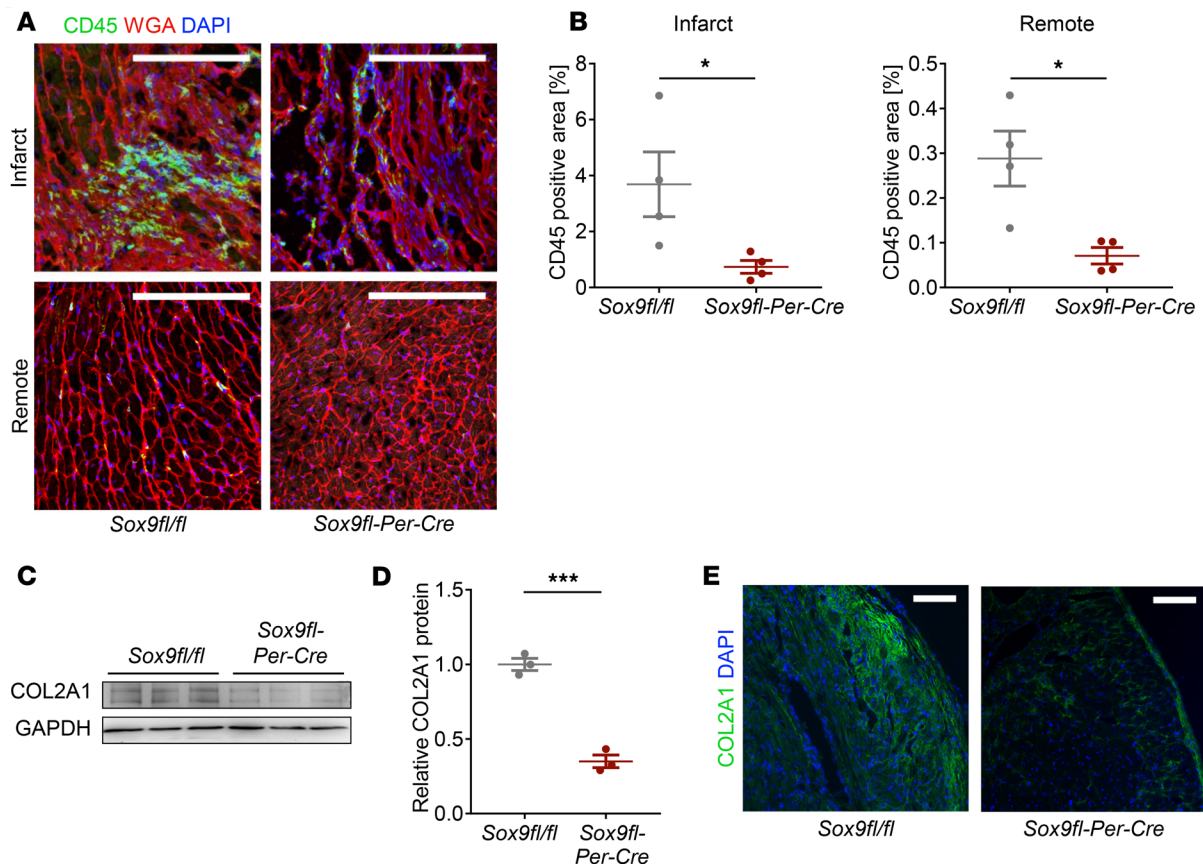 A
CD45 WGA DAPI
Infarct
Remote
Sox9fl/fl
Sox9fl-Per-Cre
B
Infarct
CD45 positive area [%]
8
6
4
2
0
*
Sox9fl/fl
Sox9fl-Per-Cre
Remote
CD45 positive area [%]
0.5
0.4
0.3
0.2
0.1
0.0
*
Sox9fl/fl
Sox9fl-Per-Cre
C
Sox9fl/fl
Sox9fl-
Per-Cre
COL2A1
GAPDH
D
Relative COL2A1 protein
1.5
1.0
0.5
0.0
***
Sox9fl/fl
Sox9fl-
Per-Cre
E
COL2A1 DAPI
Sox9fl/fl
Sox9fl-Per-Cre